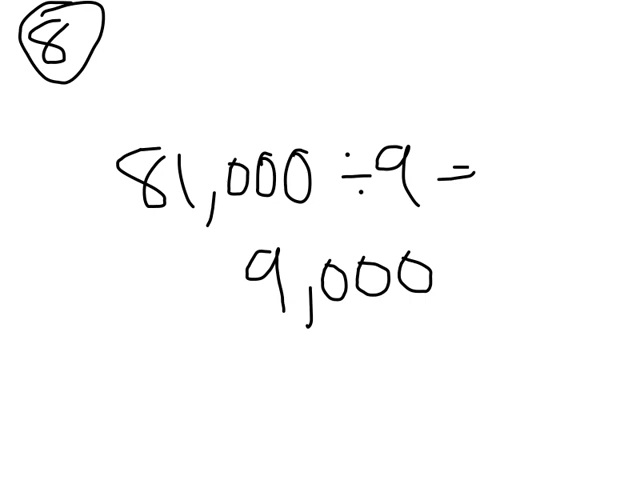 8
81,000 ÷ 9 =
9,000